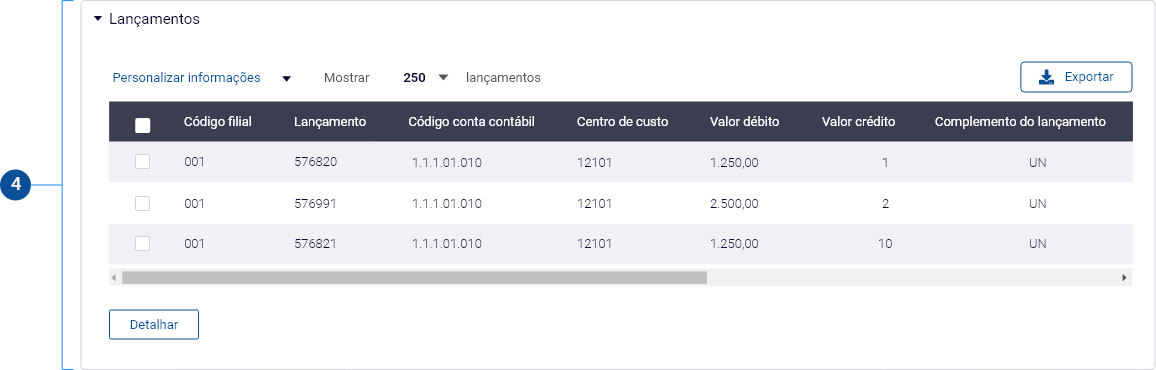 Lançamentos
Personalizar informações Mostrar 250 lançamentos Exportar
Código filial Lançamento Código conta contábil Centro de custo Valor débito Valor crédito Complemento do lançamento
001 576820 1.1.1.01.010 12101 1.250,00 1 UN
4
001 576991 1.1.1.01.010 12101 2.500,00 2 UN
001 576821 1.1.1.01.010 12101 1.250,00 10 UN
Detalhar